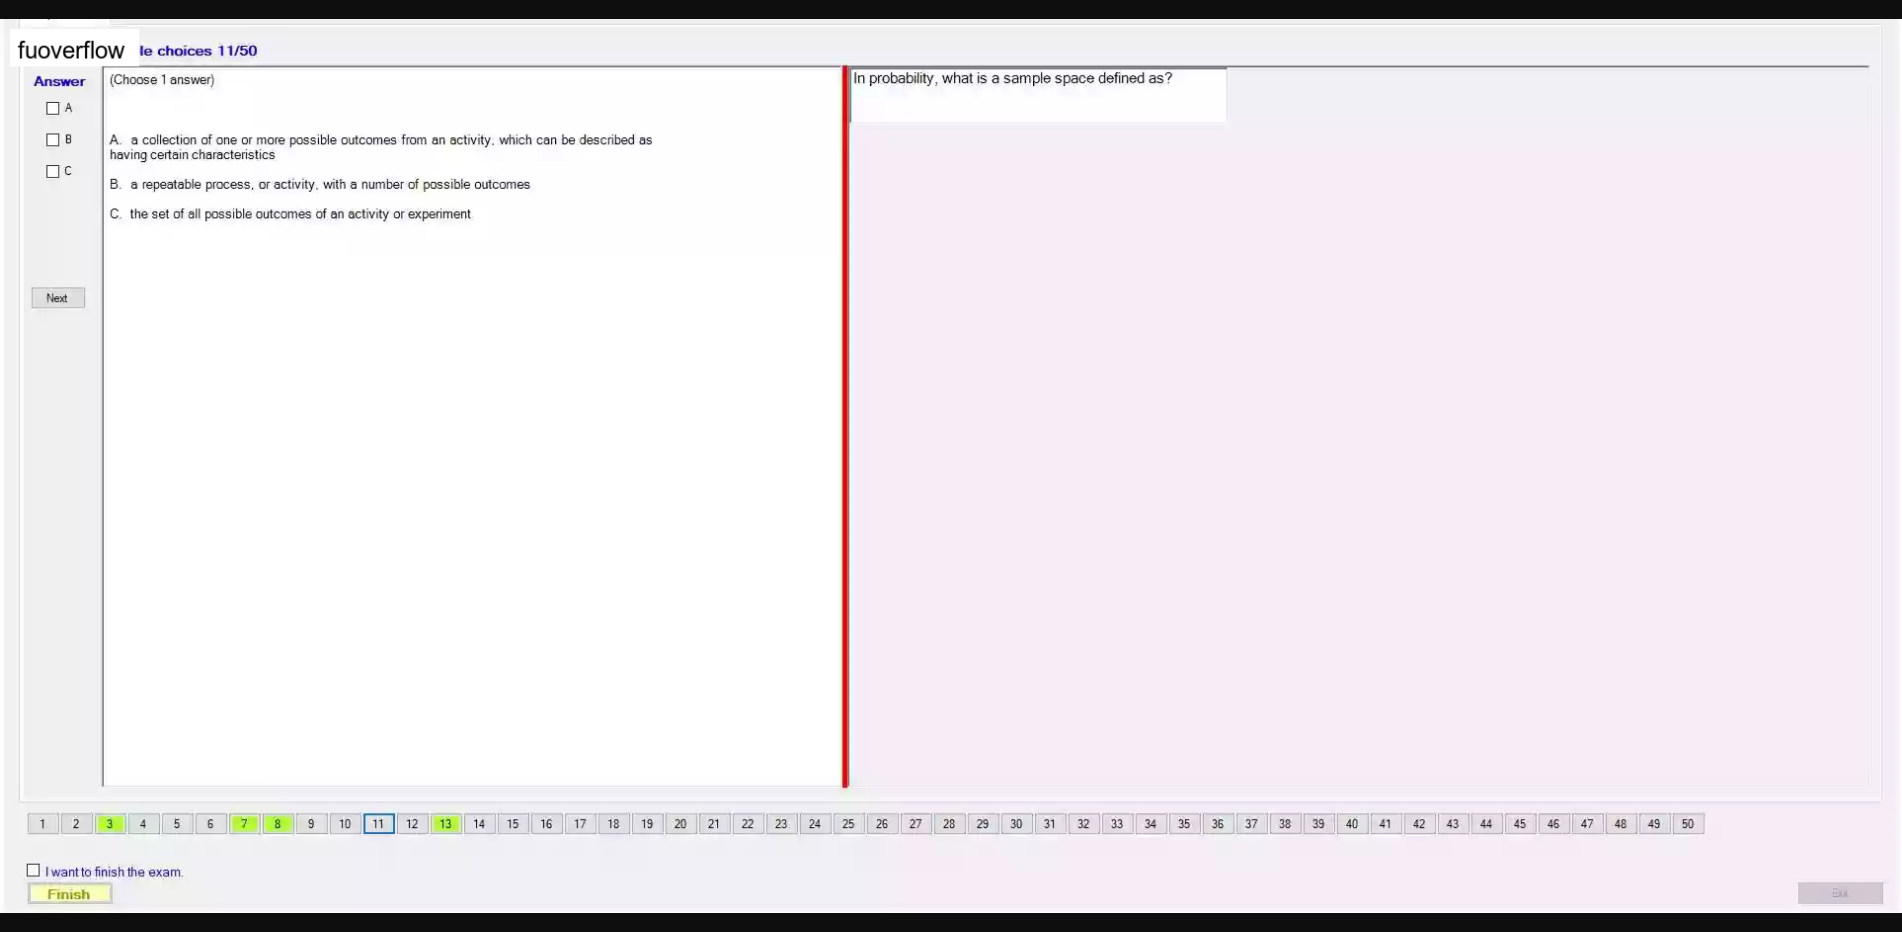 fuoverflow
le choices 11/50
Answer
(Choose 1 answer)
In probability, what is a sample space defined as?
A
B
C
A. a collection of one or more possible outcomes from an activity, which can be described as
having certain characteristics
B. a repeatable process, or activity, with a number of possible outcomes
C. the set of all possible outcomes of an activity or experiment
Next
1 2 3 4 5 6 7 8 9 10 11 12 13 14 15 16 17 18 19 20 21 22 23 24 25 26 27 28 29 30 31 32 33 34 35 36 37 38 39 40 41 42 43 44 45 46 47 48 49 50
I want to finish the exam.
Finish